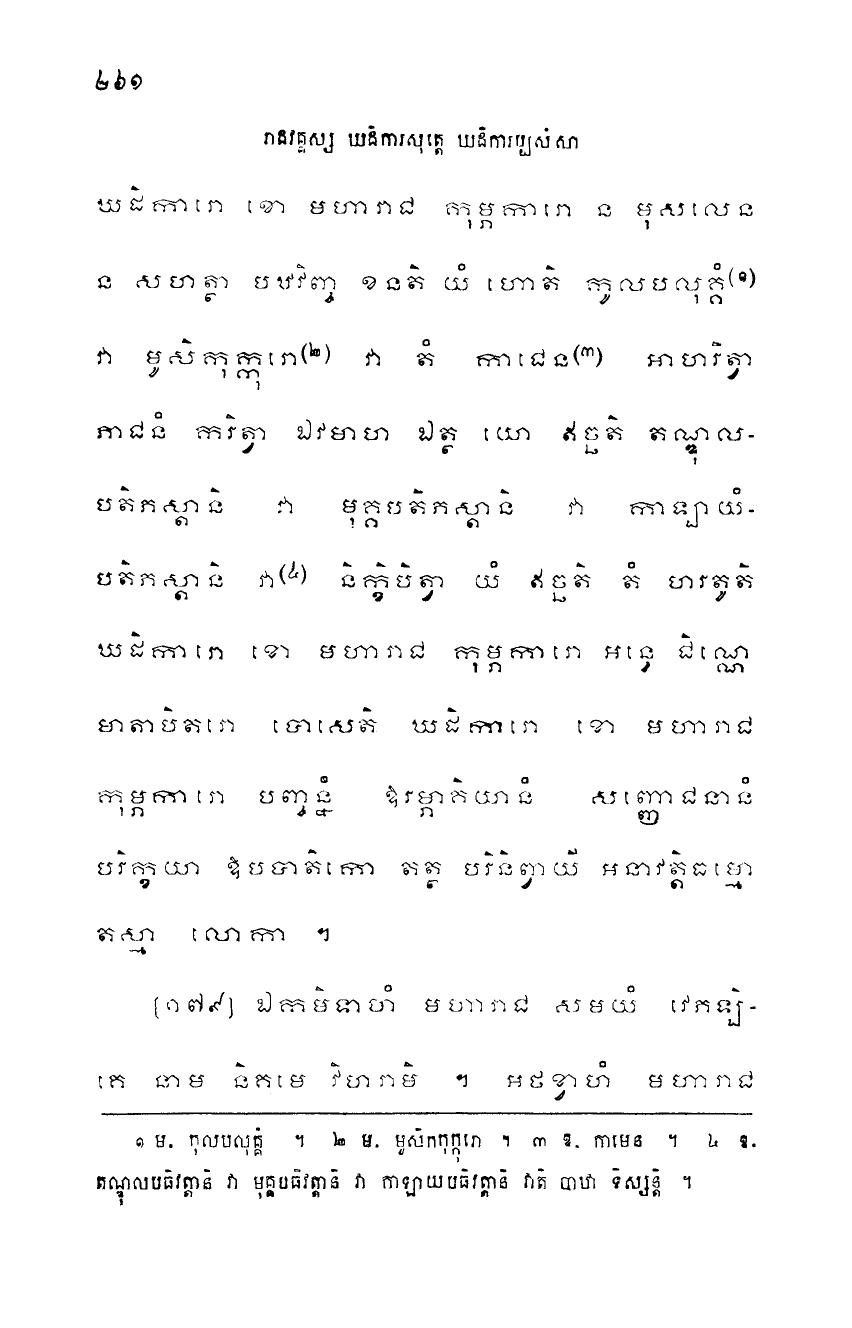 ២៦១
រាជវគ្គស្ស ឃដិការសុត្តេ ឃដិការប្បសំសា
ឃដិការោ ខោ មហារាជ កុម្ភការោ ន មុសលេន
ន សហត្ថា បឋវិញ្ច ខនតិ យំ ហោតិ កូលបលុគ្គំ(១)
វា មូសិកុក្កុរោ(២) វា តំ កាជេន(៣) អាហរិត្វា
ភាជនំ ករិត្វា ឯវមាហ ឯត្ថ យោ ឥច្ឆតិ តណ្ឌុល-
បតិភស្តានិ វា មុគ្គបតិភស្តានិ វា កាឡាយំ-
បតិភស្តានិ វា(៤) និក្ខិបិត្វា យំ ឥច្ឆតិ តំ ហរតូតិ
ឃដិការោ ខោ មហារាជ កុម្ភការោ អន្ធេ ជិណ្ណេ
មាតាបិតរោ បោសេតិ ឃដិការោ ខោ មហារាជ
កុម្ភការោ បញ្ចន្នំ ឱរម្ភាគិយានំ សញ្ញោជនានំ
បរិក្ខយា ឱបបាតិកោ តត្ថ បរិនិព្វាយី អនាវត្តិធម្មោ
តស្មា លោកា ។
[១៧៩] ឯកមិទាហំ មហារាជ សមយំ វេភឡិ-
គេ នាម និគមេ វិហរាមិ ។ អថខ្វាហំ មហារាជ
១ ម. កុលបលុគ្គំ ។ ២ ម. មូសិកកុក្កុរោ ។ ៣ ឱ. កាមេន ។ ៤ ឱ.
តណ្ឌុលបធិវត្តានិ វា មុគ្គបធិវត្តានិ វា កាឡាយបធិវត្តានិ វាតិ បាឋា ទិស្សន្តិ ។